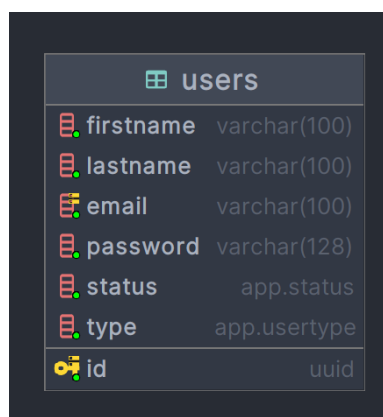 users
firstname varchar(100)
lastname varchar(100)
email varchar(100)
password varchar(128)
status app.status
type app.usertype
id uuid